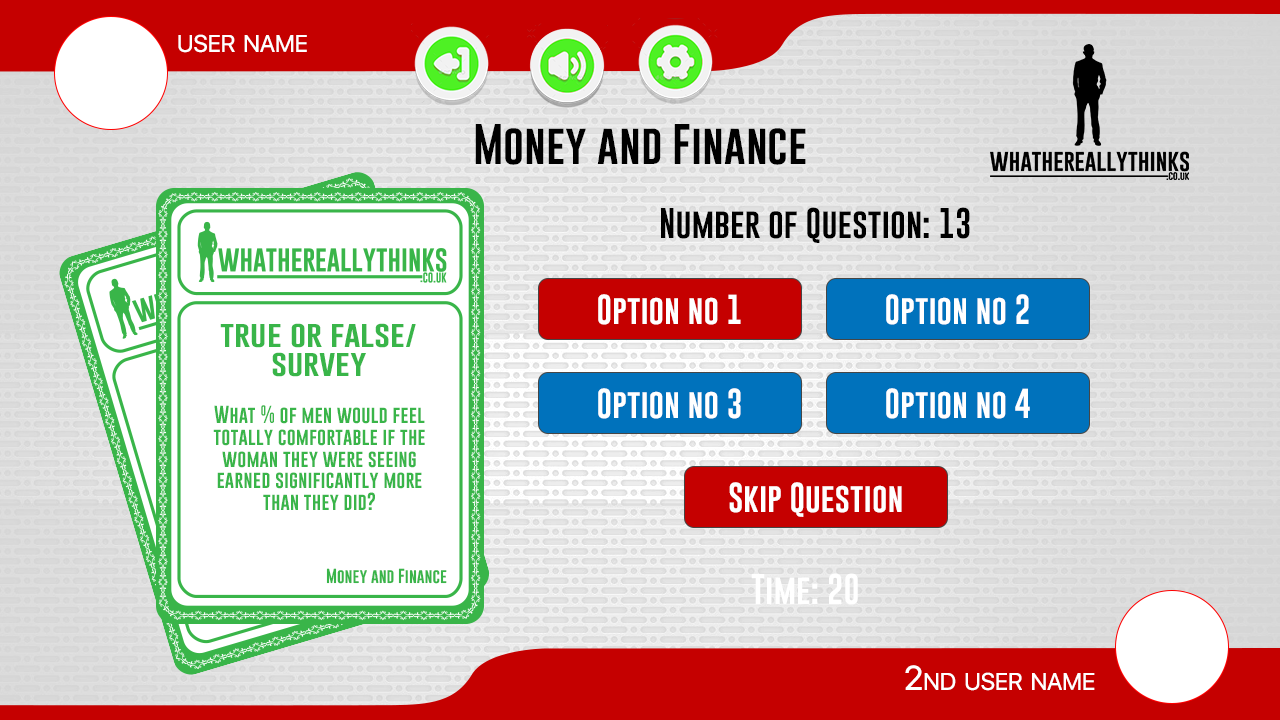 USER NAME
MONEY AND FINANCE
WHATHEREALLYTHINKS
.CO.UK
NUMBER OF QUESTION: 13
WHATHEREALLYTHINKS
.CO.UK
W
TRUE OR FALSE/
SURVEY
WHAT % OF MEN WOULD FEEL
TOTALLY COMFORTABLE IF THE
WOMAN THEY WERE SEEING
EARNED SIGNIFICANTLY MORE
THAN THEY DID?
MONEY AND FINANCE
OPTION NO 1
OPTION NO 2
OPTION NO 3
OPTION NO 4
SKIP QUESTION
TIME: 20
2ND USER NAME